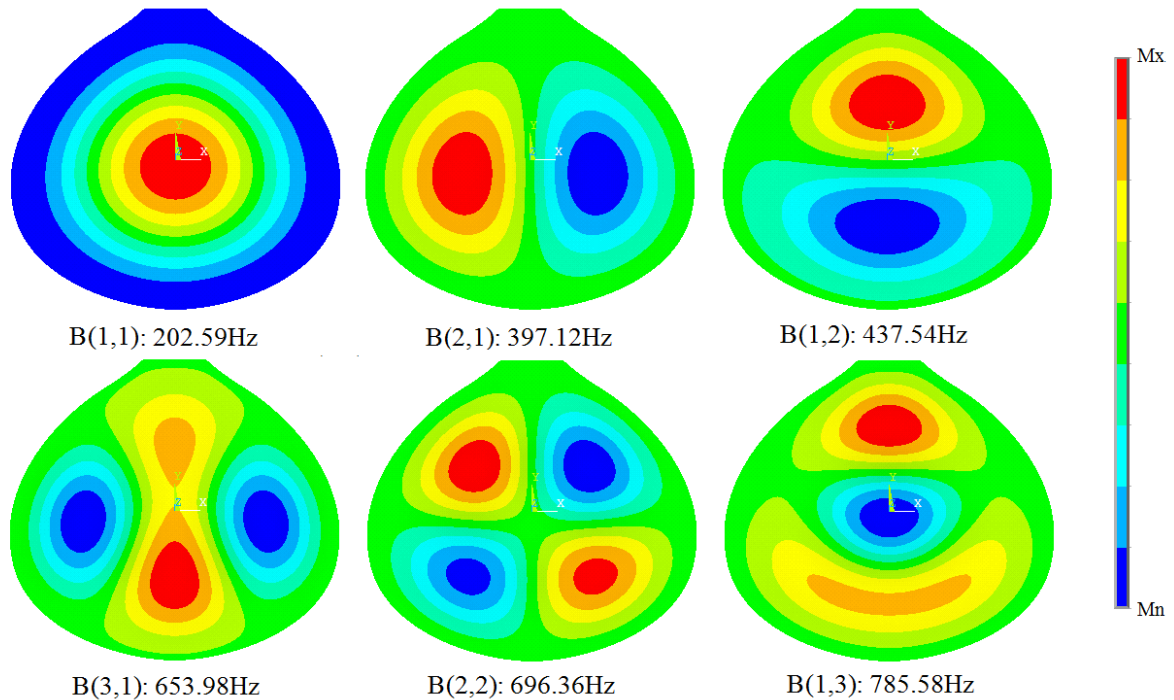 Mx
Y
Z
X
Y
Z
X
Y
Z
X
B(1,1): 202.59Hz
B(2,1): 397.12Hz
B(1,2): 437.54Hz
Y
Z
X
Y
X
Y
X
Mn
B(3,1): 653.98Hz
B(2,2): 696.36Hz
B(1,3): 785.58Hz